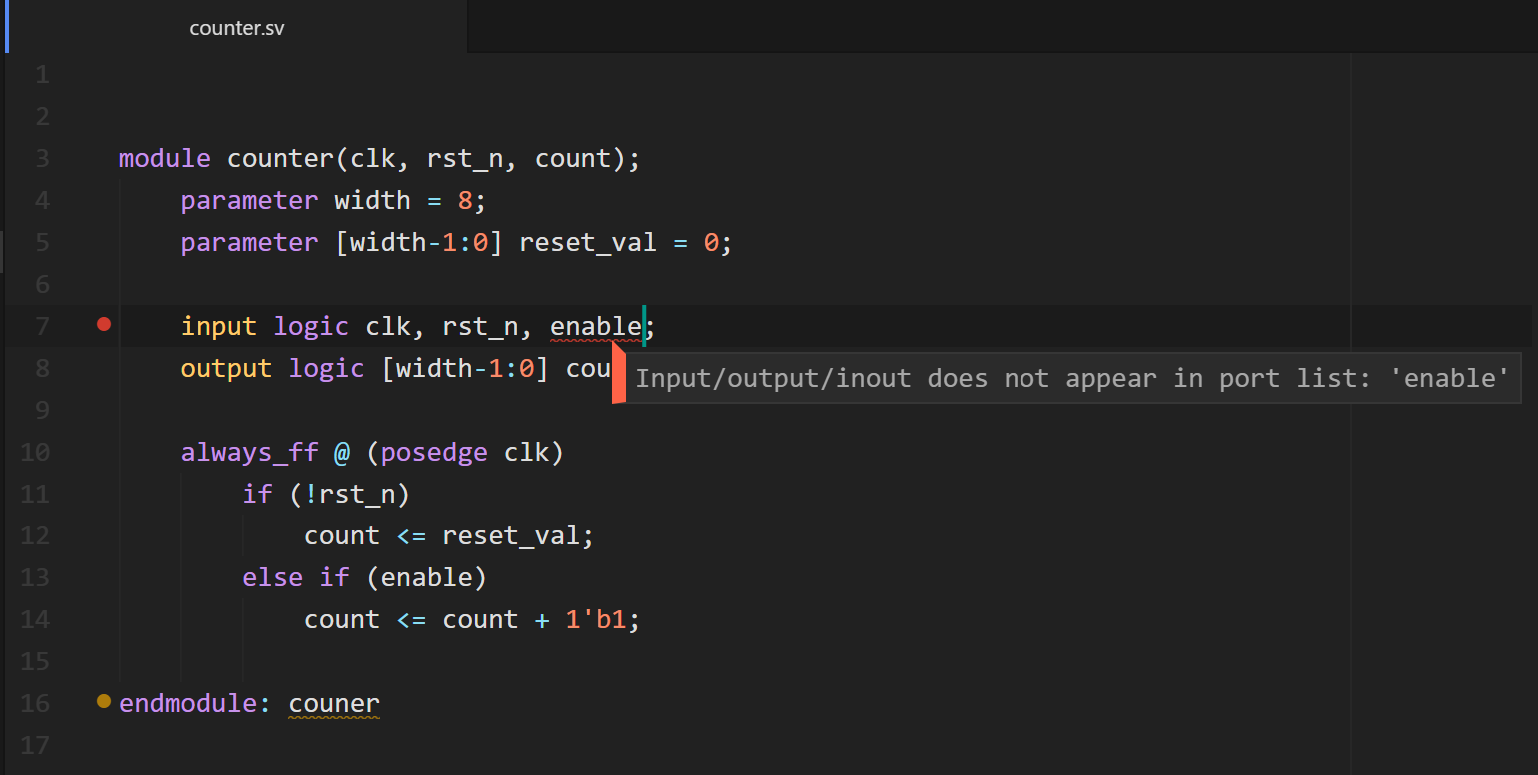 counter.sv
1
2
3 module counter(clk, rst_n, count);
4 parameter width = 8;
5 parameter [width-1:0] reset_val = 0;
6
7 input logic clk, rst_n, enable;
8 output logic [width-1:0] cou
Input/output/inout does not appear in port list: 'enable'
9
10 always_ff @ (posedge clk)
11 if (!rst_n)
12 count <= reset_val;
13 else if (enable)
14 count <= count + 1'b1;
15
16 endmodule: couner
17